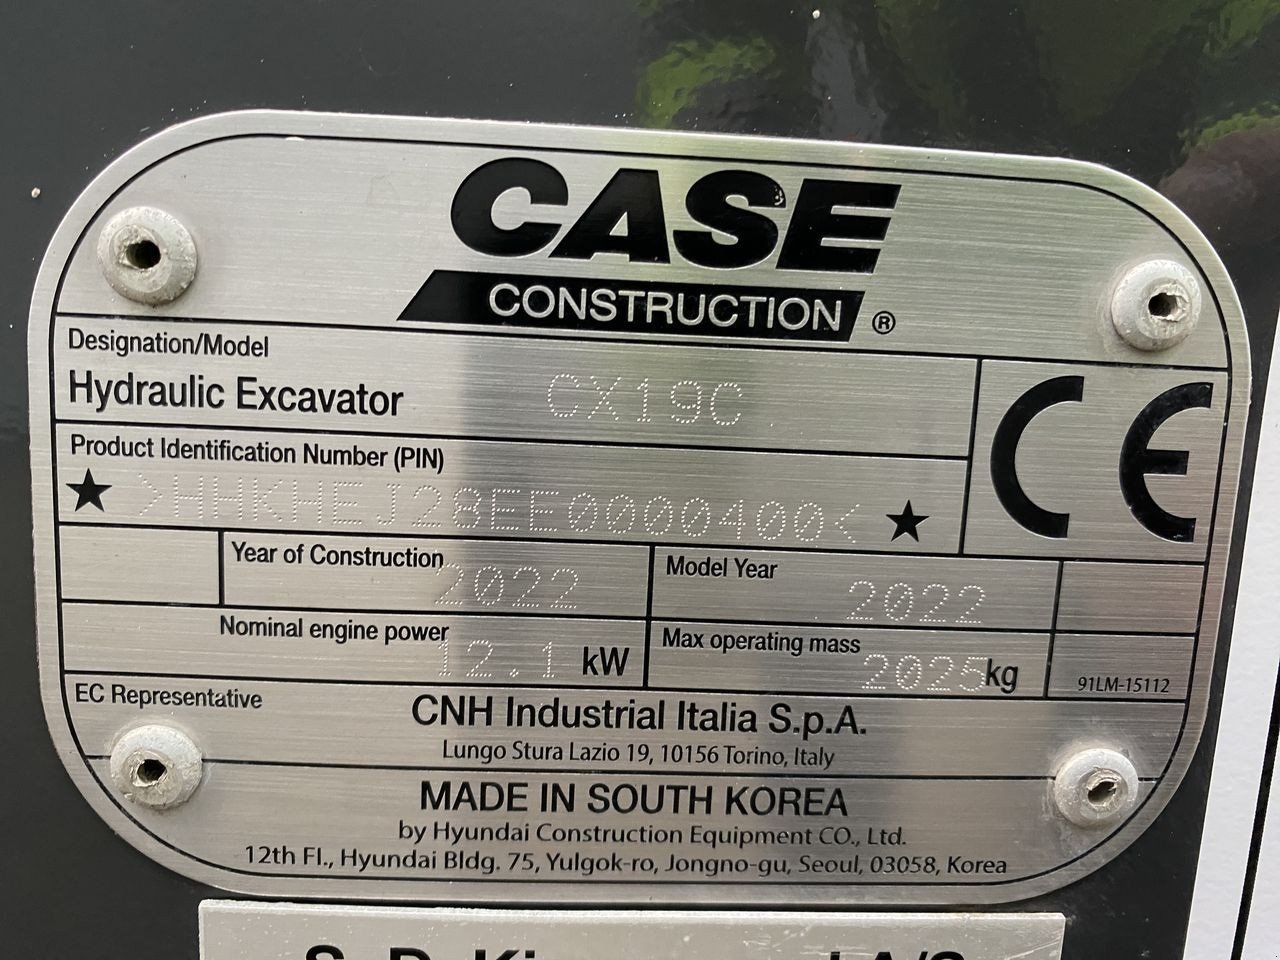 CASE
CONSTRUCTION ®
Designation/Model
Hydraulic Excavator CX19C
Product Identification Number (PIN)
★ >HHKHEJ28EE0000400< ★
CE
Year of Construction 2022
Model Year 2022
Nominal engine power 12.1 kW
Max operating mass 2025 kg
91LM-15112
EC Representative
CNH Industrial Italia S.p.A.
Lungo Stura Lazio 19, 10156 Torino, Italy
MADE IN SOUTH KOREA
by Hyundai Construction Equipment CO., Ltd.
12th Fl., Hyundai Bldg. 75, Yulgok-ro, Jongno-gu, Seoul, 03058, Korea